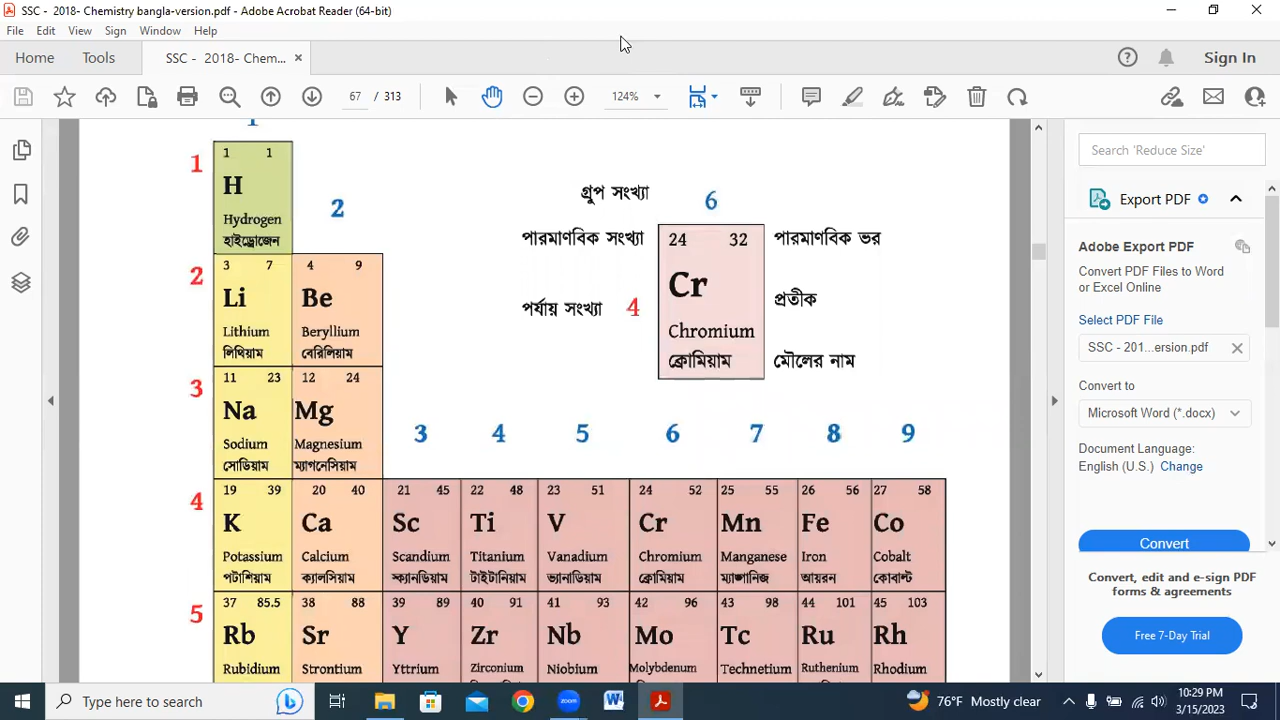 SSC - 2018- Chemistry bangla-version.pdf - Adobe Acrobat Reader (64-bit)
File Edit View Sign Window Help
Home Tools SSC - 2018- Chem... × Sign In
67 / 313 124%
1
1 1
H
Hydrogen
হাইড্রোজেন
2
গ্রুপ সংখ্যা 6
পারমাণবিক সংখ্যা 24 32 পারমাণবিক ভর
Cr
পর্যায় সংখ্যা 4 প্রতীক
Chromium
ক্রোমিয়াম মৌলের নাম
2 3 7 4 9
Li Be
Lithium Beryllium
লিথিয়াম বেরিলিয়াম
3 11 23 12 24
Na Mg
Sodium Magnesium
সোডিয়াম ম্যাগনেসিয়াম
3 4 5 6 7 8 9
4 19 39 20 40 21 45 22 48 23 51 24 52 25 55 26 56 27 58
K Ca Sc Ti V Cr Mn Fe Co
Potassium Calcium Scandium Titanium Vanadium Chromium Manganese Iron Cobalt
পটাশিয়াম ক্যালসিয়াম স্ক্যানডিয়াম টাইটানিয়াম ভ্যানাডিয়াম ক্রোমিয়াম ম্যাঙ্গানিজ আয়রন কোবাল্ট
5 37 85.5 38 88 39 89 40 91 41 93 42 96 43 98 44 101 45 103
Rb Sr Y Zr Nb Mo Tc Ru Rh
Rubidium Strontium Yttrium Zirconium Niobium Molybdenum Technetium Ruthenium Rhodium
Search 'Reduce Size'
Export PDF
Adobe Export PDF
Convert PDF Files to Word
or Excel Online
Select PDF File
SSC - 201...ersion.pdf
Convert to
Microsoft Word (*.docx)
Document Language:
English (U.S.) Change
Convert
Convert, edit and e-sign PDF
forms & agreements
Free 7-Day Trial
Type here to search
zoom
76°F Mostly clear
10:29 PM
3/15/2023